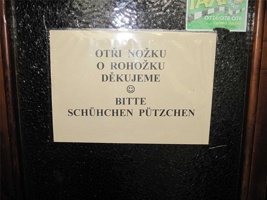 OTŘI NOŽKU
O ROHOŽKU
DĚKUJEME
☺
BITTE
SCHÜHCHEN PÜTZCHEN